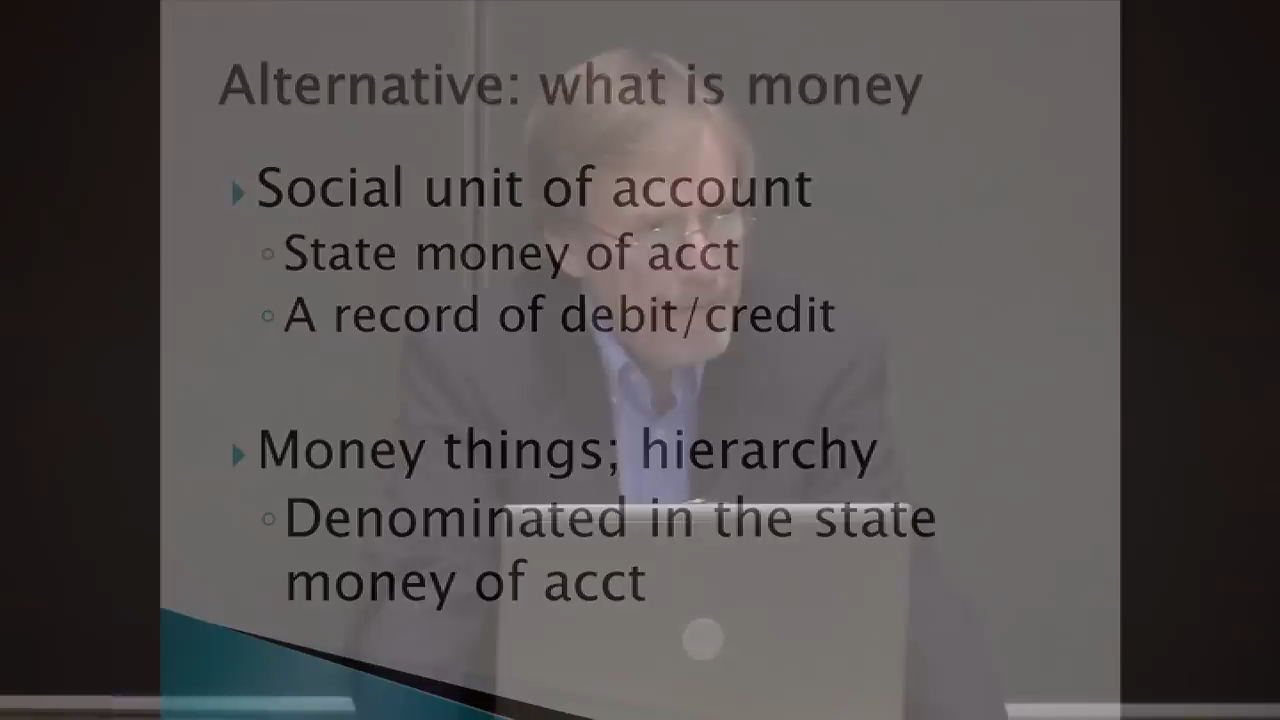 Alternative: what is money
Social unit of account
State money of acct
A record of debit/credit
Money things; hierarchy
Denominated in the state
money of acct